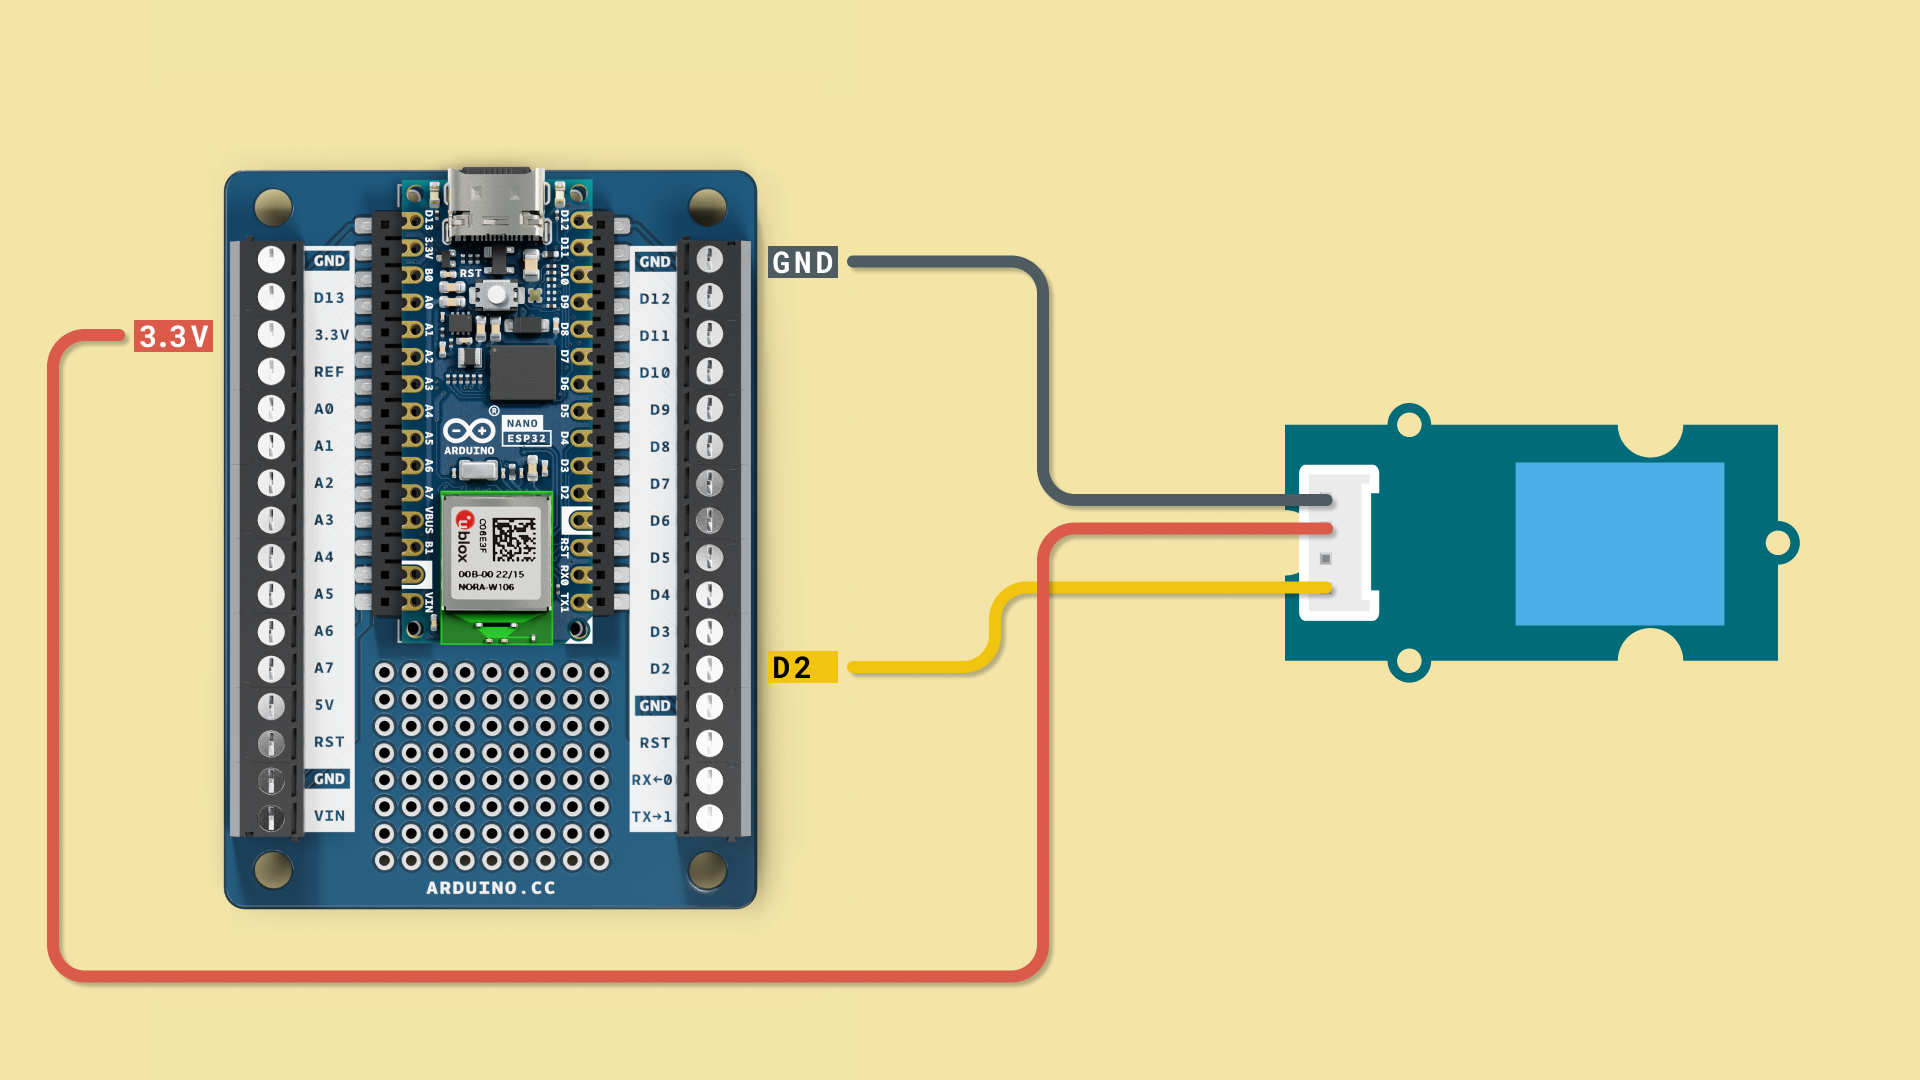 GND
3.3V
D2
GND
D13
3.3V
REF
A0
A1
A2
A3
A4
A5
A6
A7
5V
RST
GND
VIN
D13
3.3V
B0
A0
A1
A2
A3
A4
A5
A6
A7
VBUS
B1
VIN
RST
®
NANO
ESP32
ARDUINO
ublox
C06E3F
00B-00 22/15
NORA-W106
D12
D11
D10
D9
D8
D7
D6
D5
D4
D3
D2
RST
RX0
TX1
GND
D12
D11
D10
D9
D8
D7
D6
D5
D4
D3
D2
GND
RST
RX←0
TX→1
ARDUINO.CC